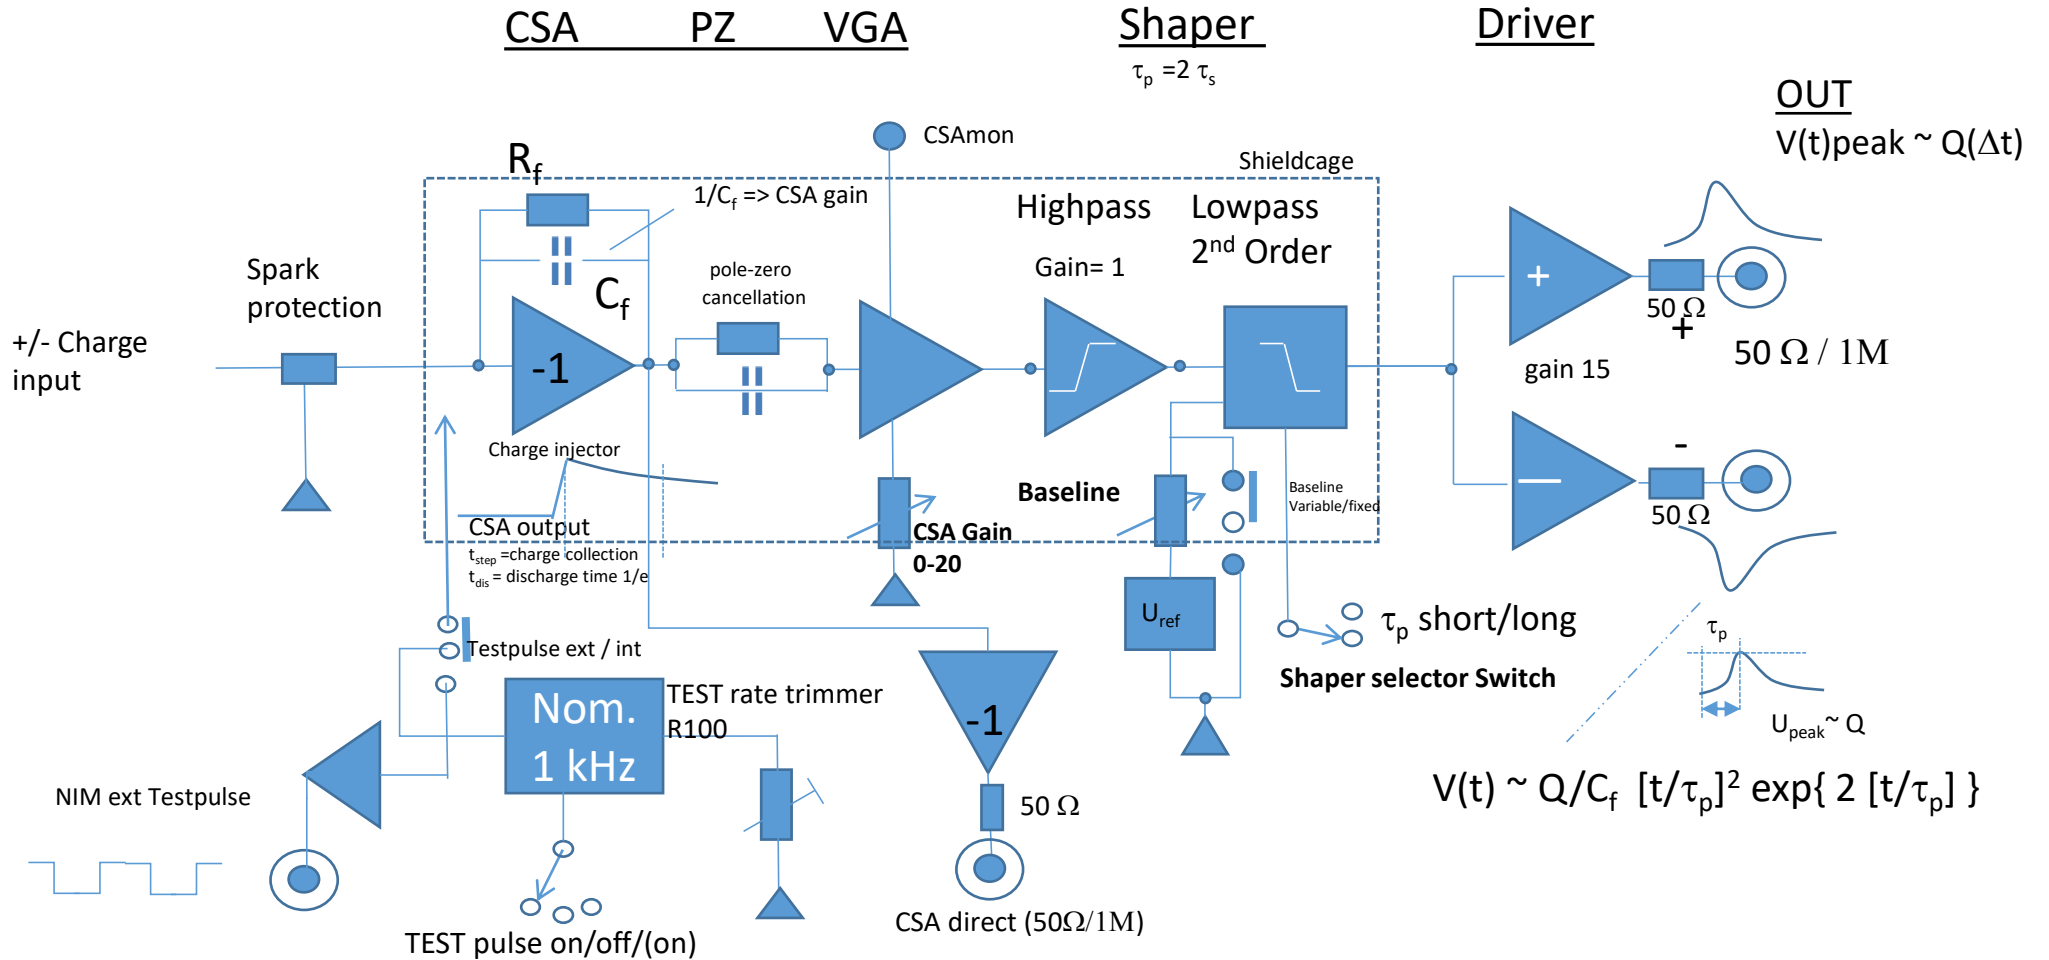 CSA PZ VGA
Shaper
τp =2 τs
Driver
OUT
V(t)peak ~ Q(Δt)
CSAmon
Shieldcage
Rf
1/Cf => CSA gain
Highpass
Gain= 1
Lowpass
2nd Order
Spark
protection
Cf
pole-zero
cancellation
+/- Charge
input
-1
+
50 Ω
+
50 Ω / 1M
gain 15
-
50 Ω
Charge injector
CSA output
tstep =charge collection
tdis = discharge time 1/e
CSA Gain
0-20
Baseline
Baseline
Variable/fixed
Uref
τp short/long
Shaper selector Switch
τp
Upeak~ Q
V(t) ~ Q/Cf [t/τp]2 exp{ 2 [t/τp] }
Testpulse ext / int
Nom.
1 kHz
TEST rate trimmer
R100
-1
50 Ω
NIM ext Testpulse
CSA direct (50Ω/1M)
TEST pulse on/off/(on)